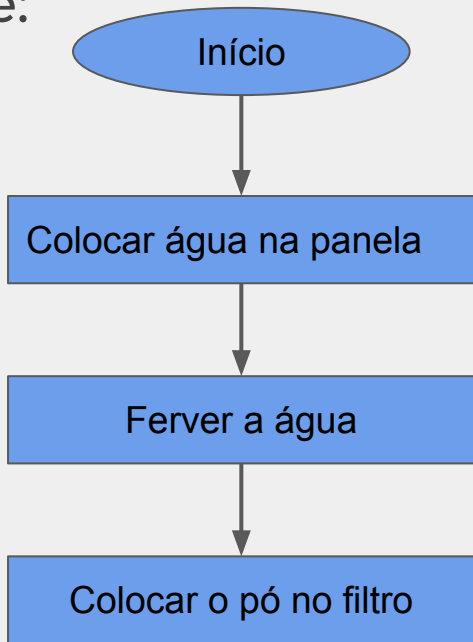 e:
Início
Colocar água na panela
Ferver a água
Colocar o pó no filtro